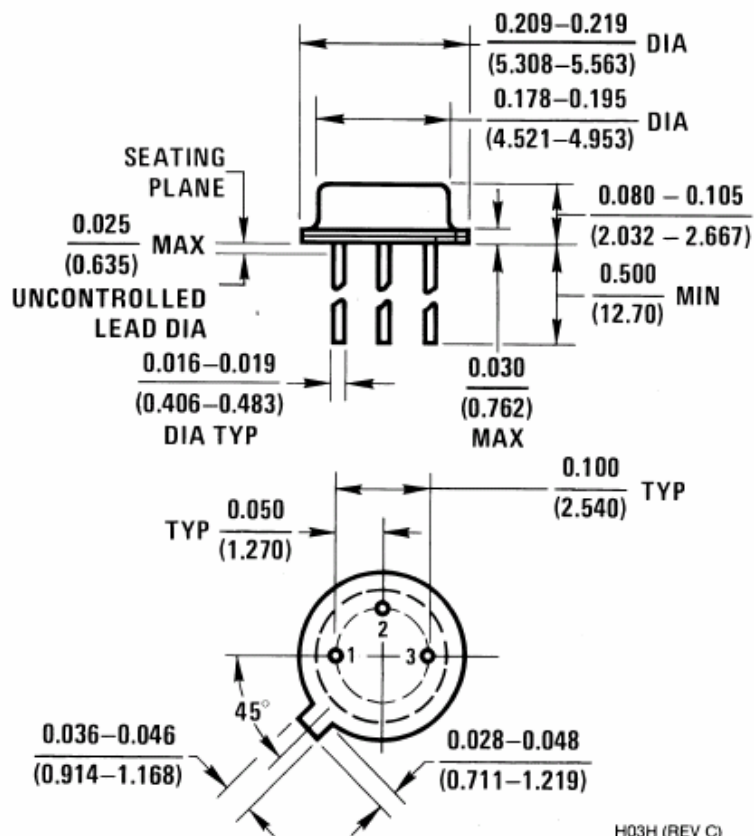 0.209–0.219 DIA
(5.308–5.563)
0.178–0.195 DIA
(4.521–4.953)
SEATING
PLANE
0.025 MAX
(0.635)
0.080 – 0.105
(2.032 – 2.667)
UNCONTROLLED
LEAD DIA
0.500 MIN
(12.70)
0.016–0.019
(0.406–0.483)
DIA TYP
0.030
(0.762)
MAX
0.100 TYP
(2.540)
TYP 0.050
(1.270)
2
1
3
45°
0.036–0.046
(0.914–1.168)
0.028–0.048
(0.711–1.219)
H03H (REV C)